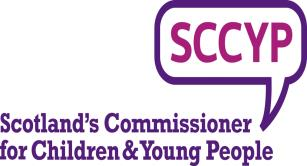 SCCYP
Scotland's Commissioner
for Children & Young People